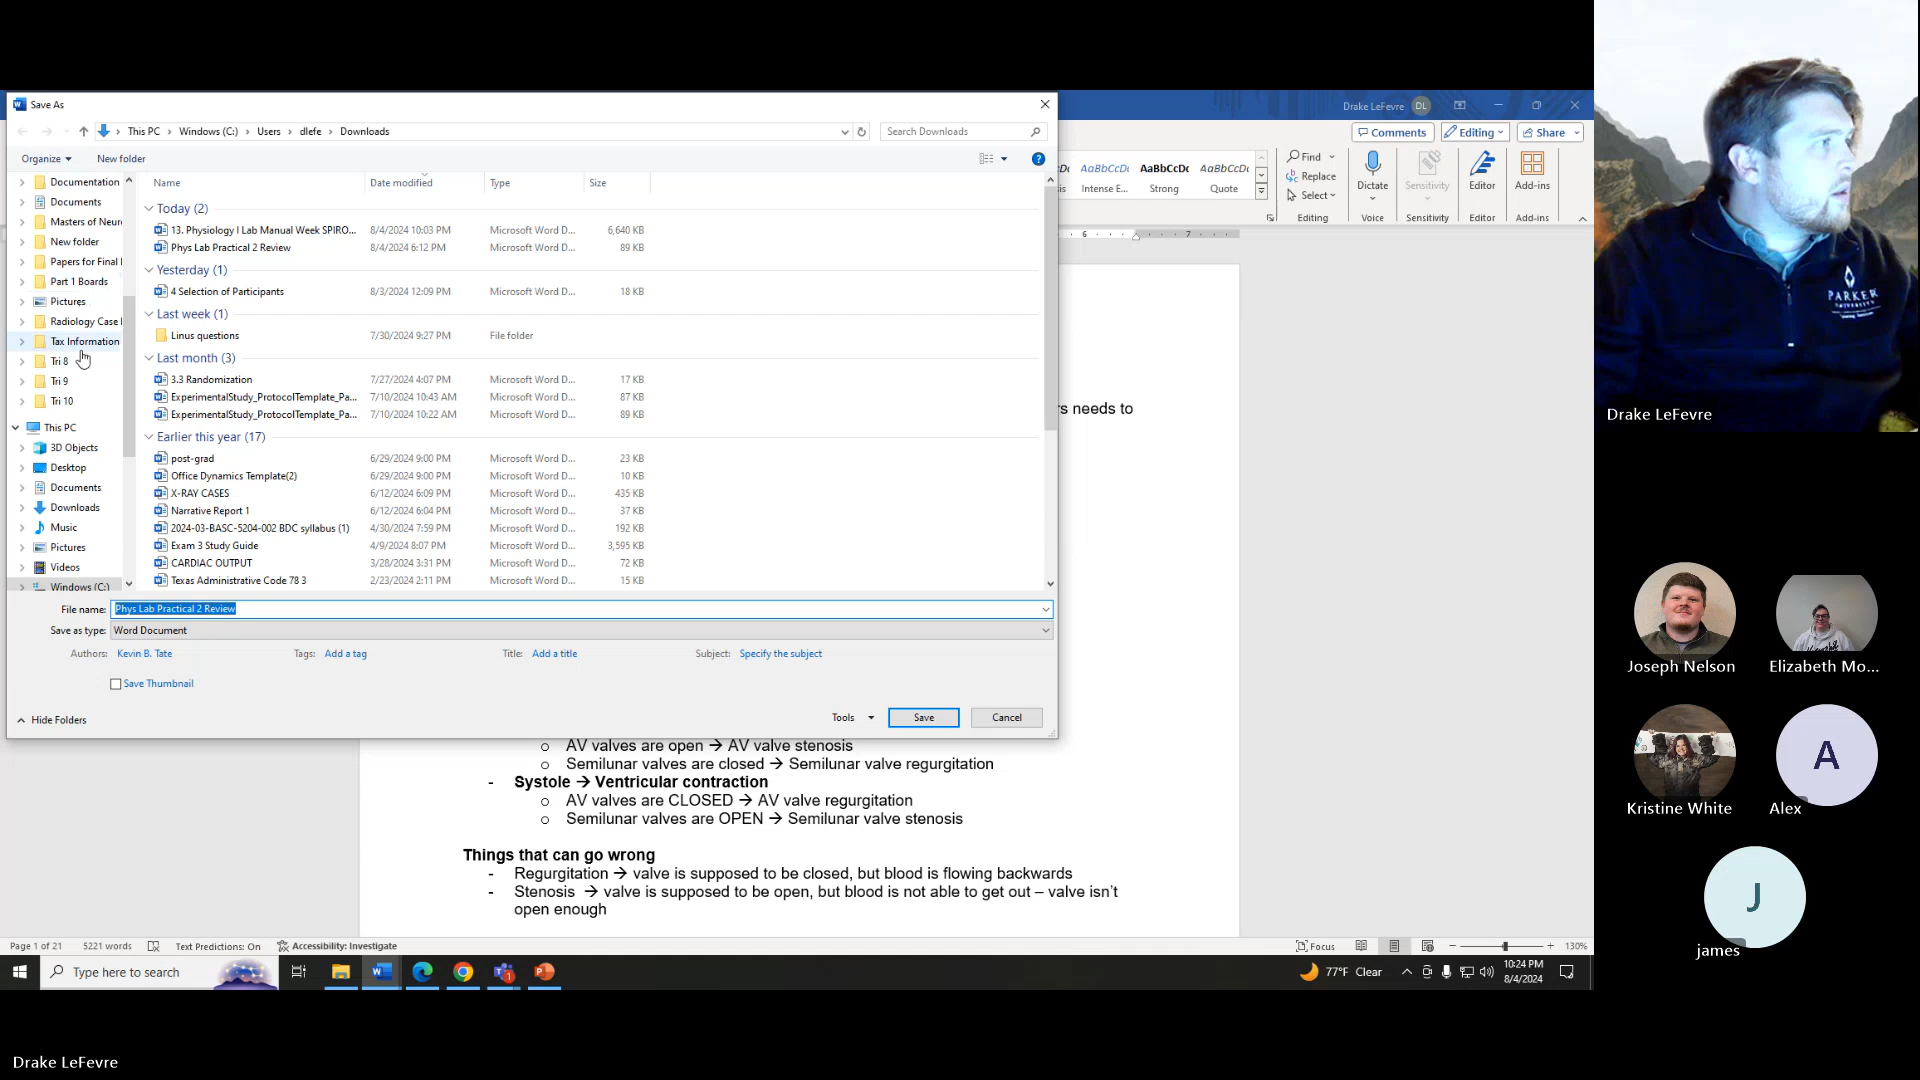 Save As
This PC > Windows (C:) > Users > dlefe > Downloads
Search Downloads
Organize
New folder
Documentation
Documents
Masters of Neuro
New folder
Papers for Final
Part 1 Boards
Pictures
Radiology Case
Tax Information
Tri 8
Tri 9
Tri 10
This PC
3D Objects
Desktop
Documents
Downloads
Music
Pictures
Videos
Windows (C:)
Name Date modified Type Size
Today (2)
13. Physiology I Lab Manual Week SPIRO... 8/4/2024 10:03 PM Microsoft Word D... 6,640 KB
Phys Lab Practical 2 Review 8/4/2024 6:12 PM Microsoft Word D... 89 KB
Yesterday (1)
4 Selection of Participants 8/3/2024 12:09 PM Microsoft Word D... 18 KB
Last week (1)
Linus questions 7/30/2024 9:27 PM File folder
Last month (3)
3.3 Randomization 7/27/2024 4:07 PM Microsoft Word D... 17 KB
ExperimentalStudy_ProtocolTemplate_Pa... 7/10/2024 10:43 AM Microsoft Word D... 87 KB
ExperimentalStudy_ProtocolTemplate_Pa... 7/10/2024 10:22 AM Microsoft Word D... 89 KB
Earlier this year (17)
post-grad 6/29/2024 9:00 PM Microsoft Word D... 23 KB
Office Dynamics Template(2) 6/29/2024 9:00 PM Microsoft Word D... 10 KB
X-RAY CASES 6/12/2024 6:09 PM Microsoft Word D... 435 KB
Narrative Report 1 6/12/2024 6:04 PM Microsoft Word D... 37 KB
2024-03-BASC-5204-002 BDC syllabus (1) 4/30/2024 7:59 PM Microsoft Word D... 192 KB
Exam 3 Study Guide 4/9/2024 8:07 PM Microsoft Word D... 3,595 KB
CARDIAC OUTPUT 3/28/2024 3:31 PM Microsoft Word D... 72 KB
Texas Administrative Code 78 3 2/23/2024 2:11 PM Microsoft Word D... 15 KB
File name: Phys Lab Practical 2 Review
Save as type: Word Document
Authors: Kevin B. Tate Tags: Add a tag Title: Add a title Subject: Specify the subject
Save Thumbnail
Hide Folders Tools Save Cancel
Drake LeFevre DL
Comments Editing Share
AaBbCcDc AaBbCcDc AaBbCcDc
Intense E... Strong Quote
Find
Replace
Select
Dictate Sensitivity Editor Add-ins
Editing Voice Sensitivity Editor Add-ins
6 7
needs to
o AV valves are open → AV valve stenosis
o Semilunar valves are closed → Semilunar valve regurgitation
- Systole → Ventricular contraction
o AV valves are CLOSED → AV valve regurgitation
o Semilunar valves are OPEN → Semilunar valve stenosis
Things that can go wrong
- Regurgitation → valve is supposed to be closed, but blood is flowing backwards
- Stenosis → valve is supposed to be open, but blood is not able to get out – valve isn't
open enough
Page 1 of 21 5221 words Text Predictions: On Accessibility: Investigate Focus 130%
Type here to search
77°F Clear
10:24 PM
8/4/2024
PARKER
UNIVERSITY
Drake LeFevre
Joseph Nelson
Elizabeth Mo...
Kristine White
A
Alex
J
james
Drake LeFevre